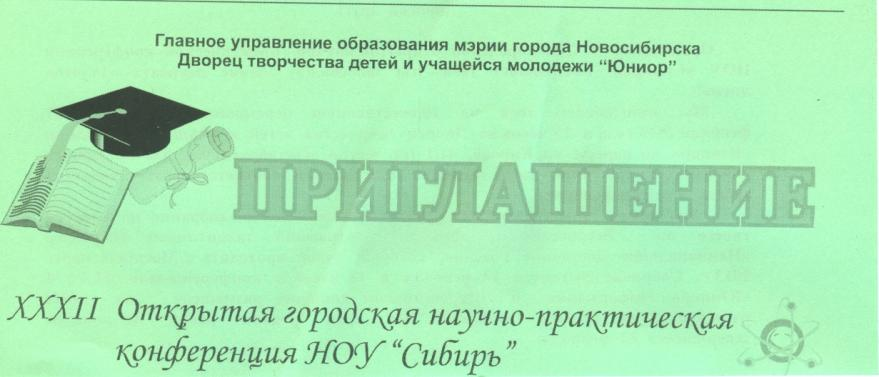 Главное управление образования мэрии города Новосибирска
Дворец творчества детей и учащейся молодежи “Юниор”
ПРИГЛАШЕНИЕ
XXXII Открытая городская научно-практическая
конференция НОУ “Сибирь”